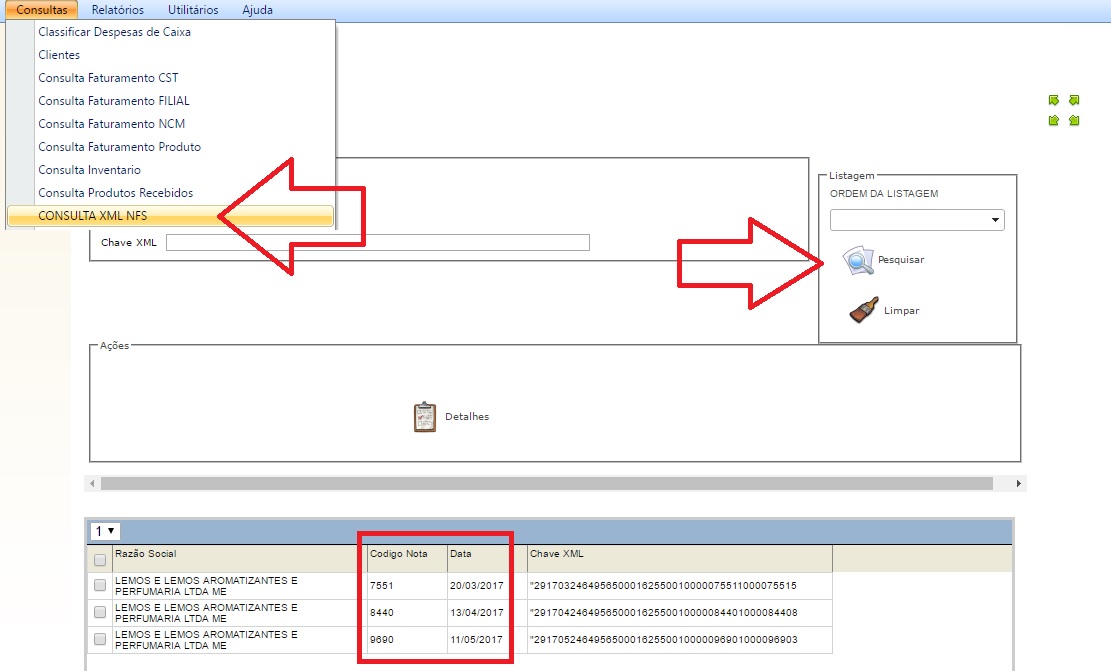 Consultas Relatórios Utilitários Ajuda
Classificar Despesas de Caixa
Clientes
Consulta Faturamento CST
Consulta Faturamento FILIAL
Consulta Faturamento NCM
Consulta Faturamento Produto
Consulta Inventario
Consulta Produtos Recebidos
CONSULTA XML NFS
Chave XML
Listagem
ORDEM DA LISTAGEM
Pesquisar
Limpar
Ações
Detalhes
1
Razão Social Codigo Nota Data Chave XML
LEMOS E LEMOS AROMATIZANTES E
PERFUMARIA LTDA ME
7551 20/03/2017 "29170324649565000162550010000075511000075515
LEMOS E LEMOS AROMATIZANTES E
PERFUMARIA LTDA ME
8440 13/04/2017 "29170424649565000162550010000084401000084408
LEMOS E LEMOS AROMATIZANTES E
PERFUMARIA LTDA ME
9690 11/05/2017 "29170524649565000162550010000096901000096903